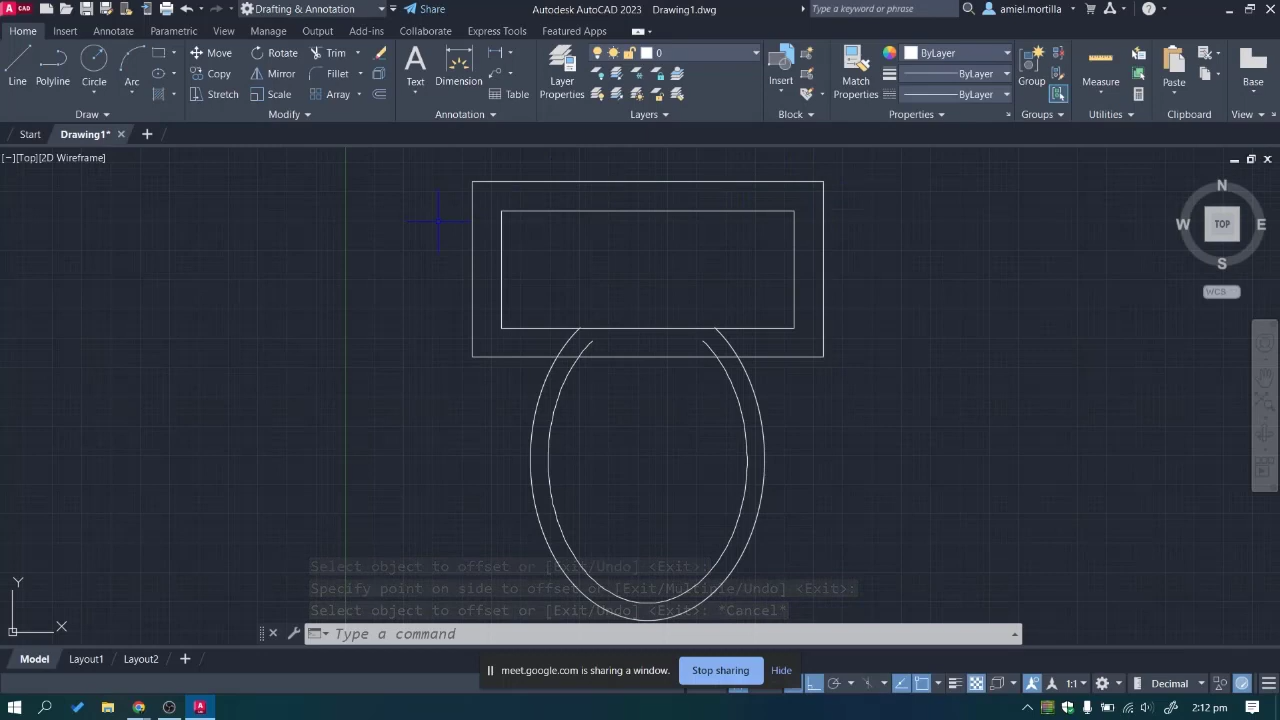 CAD
Drafting & Annotation
Share
Autodesk AutoCAD 2023 Drawing1.dwg
Type a keyword or phrase
amiel.mortilla
Home Insert Annotate Parametric View Manage Output Add-ins Collaborate Express Tools Featured Apps
Line
Polyline
Circle
Arc
Move
Rotate
Trim
Copy
Mirror
Fillet
Stretch
Scale
Array
Text
Dimension
Table
Layer
Properties
0
Insert
Match
Properties
ByLayer
ByLayer
ByLayer
Group
Measure
Paste
Base
Draw
Modify
Annotation
Layers
Block
Properties
Groups
Utilities
Clipboard
View
Start
Drawing1*
[−][Top][2D Wireframe]
N
W
TOP
E
S
WCS
Select object to offset or [Exit/Undo] <Exit>:
Specify point on side to offset or [Exit/Multiple/Undo] <Exit>:
Select object to offset or [Exit/Undo] <Exit>: *Cancel*
Y
X
Type a command
Model Layout1 Layout2
meet.google.com is sharing a window.
Stop sharing
Hide
1:1
Decimal
2:12 pm